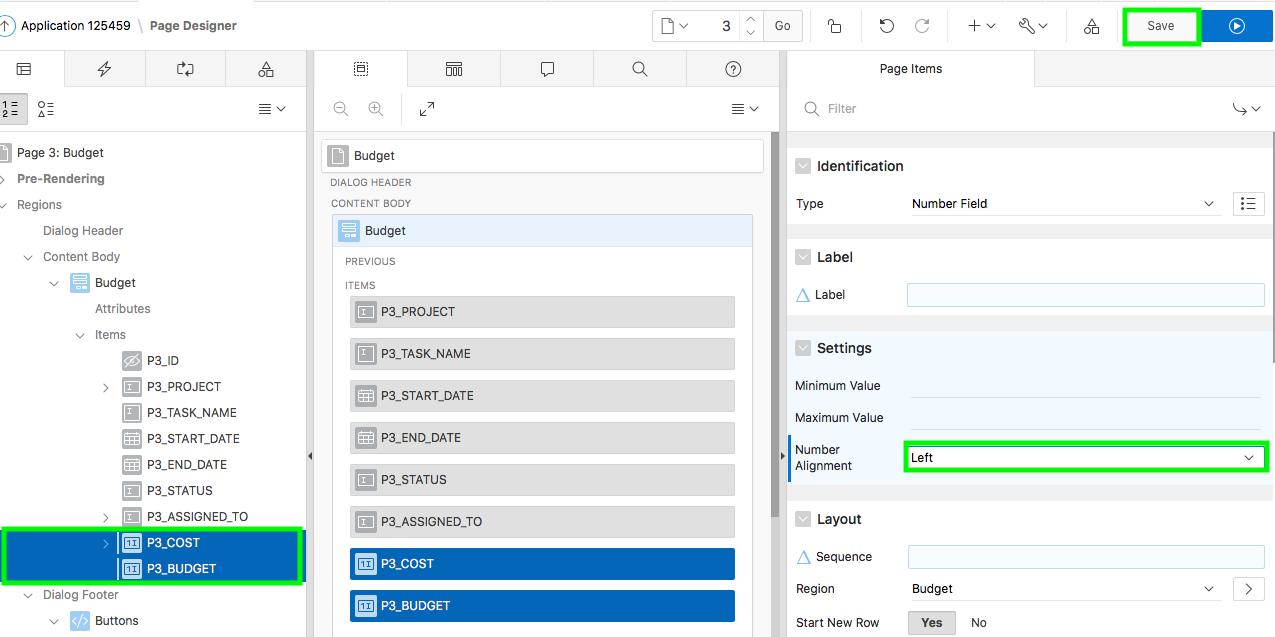 Application 125459 \ Page Designer
3
Go
Save
Page 3: Budget
Pre-Rendering
Regions
Dialog Header
Content Body
Budget
Attributes
Items
P3_ID
P3_PROJECT
P3_TASK_NAME
P3_START_DATE
P3_END_DATE
P3_STATUS
P3_ASSIGNED_TO
P3_COST
P3_BUDGET
Dialog Footer
Buttons
Budget
DIALOG HEADER
CONTENT BODY
Budget
PREVIOUS
ITEMS
P3_PROJECT
P3_TASK_NAME
P3_START_DATE
P3_END_DATE
P3_STATUS
P3_ASSIGNED_TO
P3_COST
P3_BUDGET
Page Items
Filter
Identification
Type Number Field
Label
Label
Settings
Minimum Value
Maximum Value
Number
Alignment
Left
Layout
Sequence
Region Budget
Start New Row Yes No